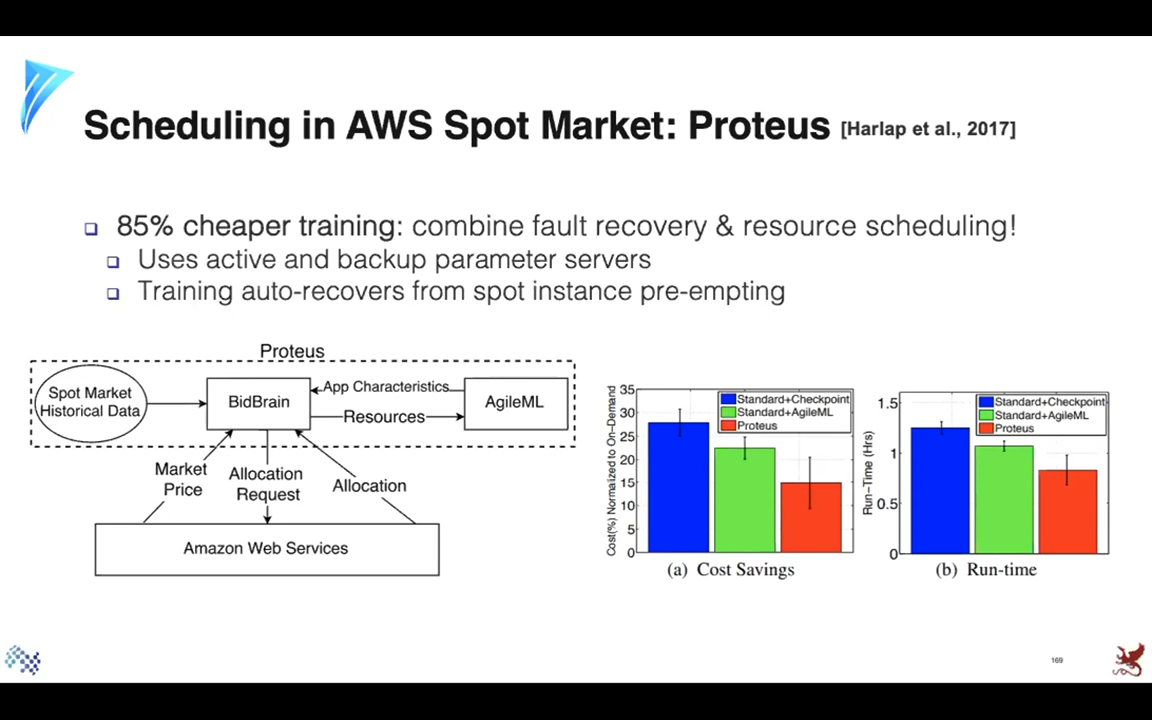 Scheduling in AWS Spot Market: Proteus [Harlap et al., 2017]
85% cheaper training: combine fault recovery & resource scheduling!
Uses active and backup parameter servers
Training auto-recovers from spot instance pre-empting
Proteus
Spot Market
Historical Data
BidBrain
App Characteristics
Resources
AgileML
Market
Price
Allocation
Request
Allocation
Amazon Web Services
Cost(%) Normalized to On-Demand
35
30
25
20
15
10
5
0
Standard+Checkpoint
Standard+AgileML
Proteus
(a) Cost Savings
Run-Time (Hrs)
1.5
1
0.5
0
Standard+Checkpoint
Standard+AgileML
Proteus
(b) Run-time
169